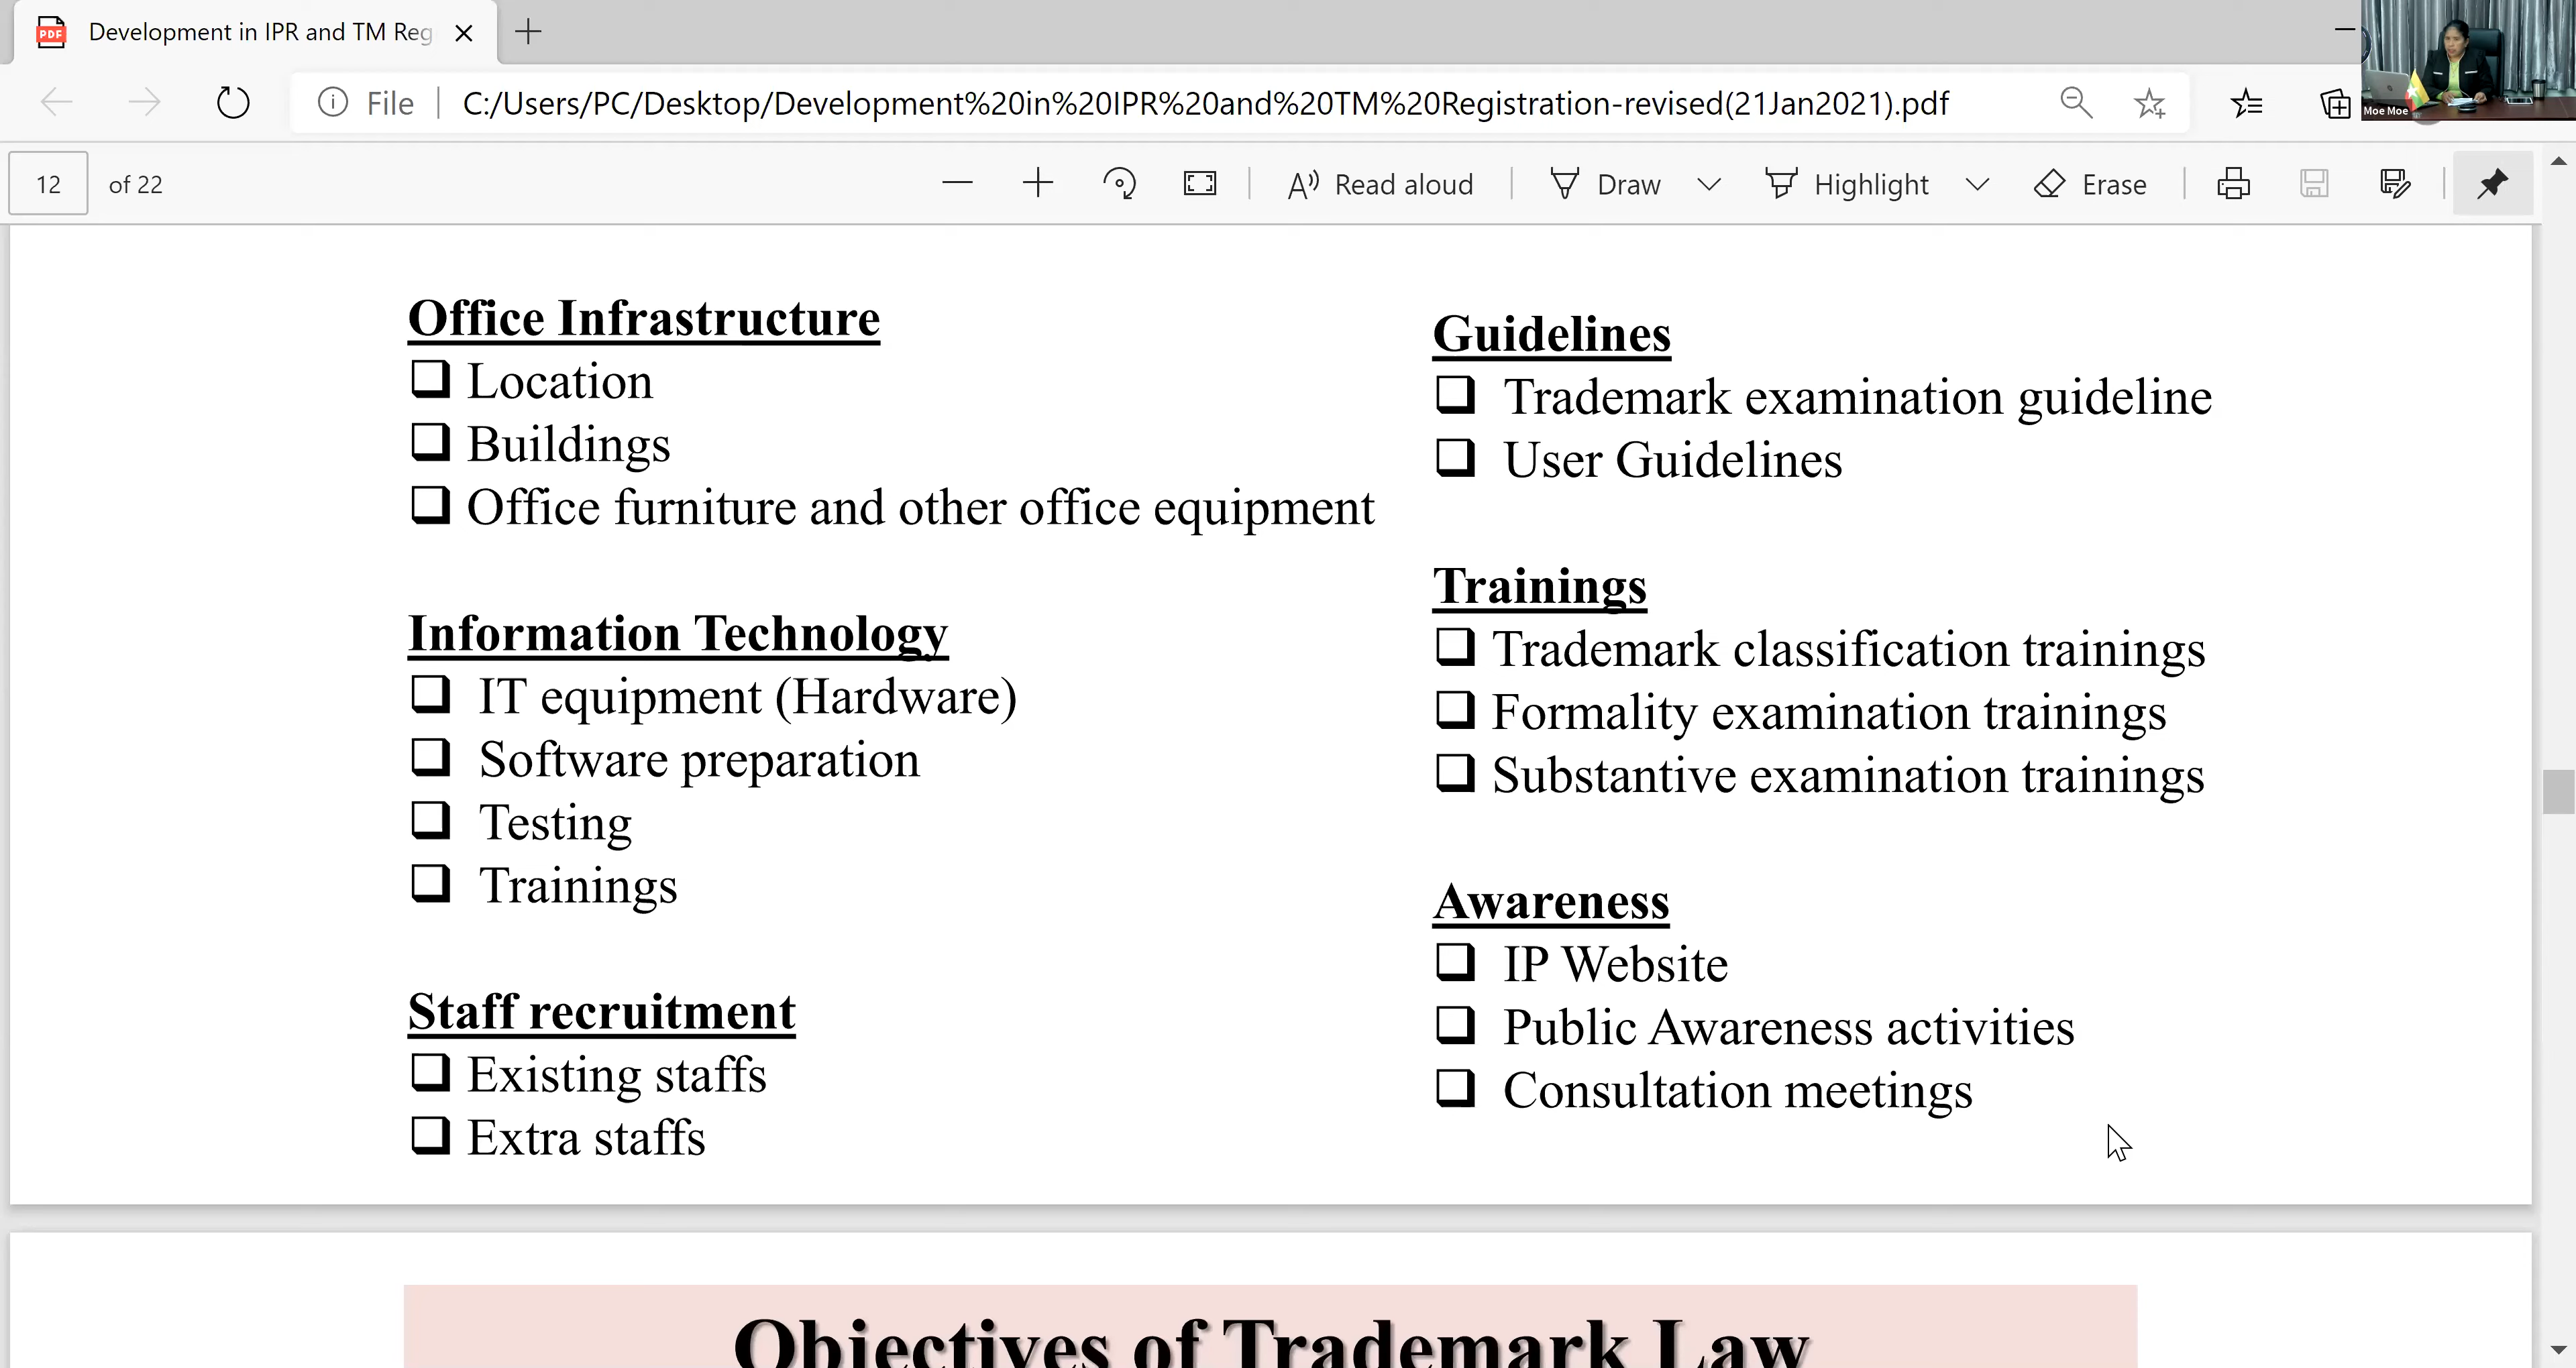 Development in IPR and TM Reg
File
C:/Users/PC/Desktop/Development%20in%20IPR%20and%20TM%20Registration-revised(21Jan2021).pdf
Moe Moe
12 of 22
Read aloud
Draw
Highlight
Erase
Office Infrastructure
Location
Buildings
Office furniture and other office equipment
Information Technology
IT equipment (Hardware)
Software preparation
Testing
Trainings
Staff recruitment
Existing staffs
Extra staffs
Guidelines
Trademark examination guideline
User Guidelines
Trainings
Trademark classification trainings
Formality examination trainings
Substantive examination trainings
Awareness
IP Website
Public Awareness activities
Consultation meetings
Objectives of Trademark Law